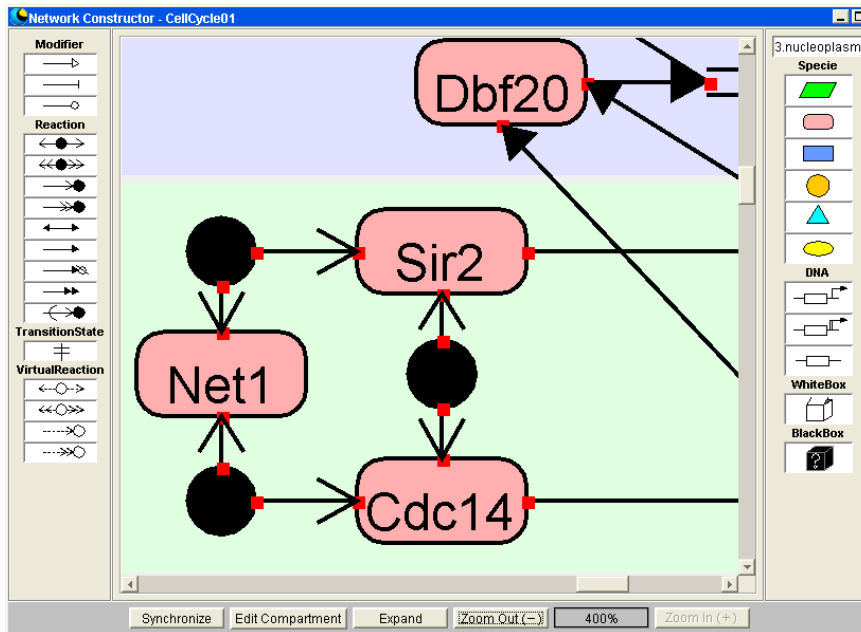 Network Constructor - CellCycle01
Modifier
Reaction
TransitionState
VirtualReaction
Dbf20
Sir2
Net1
Cdc14
3.nucleoplasm
Specie
DNA
WhiteBox
BlackBox
?
Synchronize
Edit Compartment
Expand
Zoom Out (−)
400%
Zoom In (+)